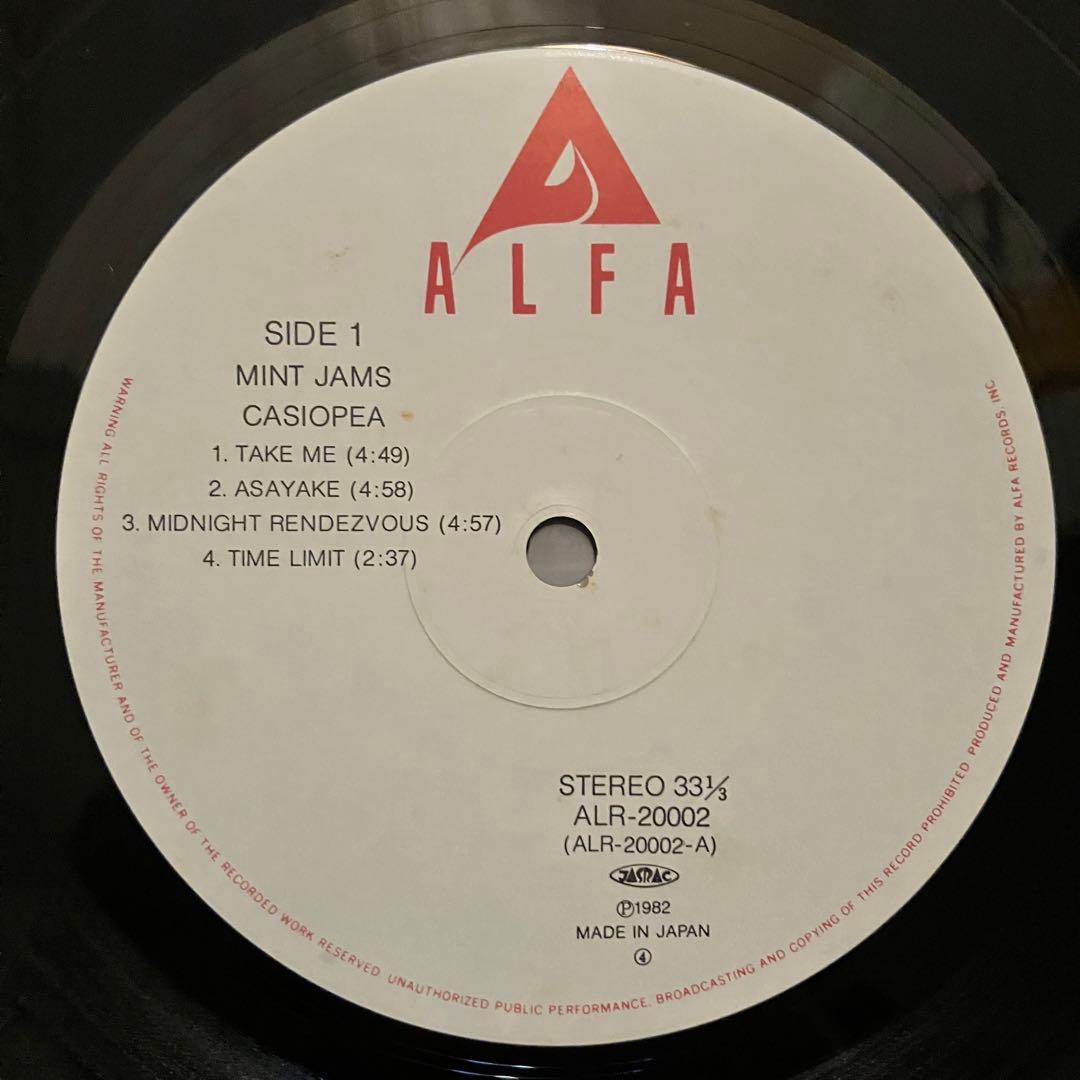 ALFA
SIDE 1
MINT JAMS
CASIOPEA
1. TAKE ME (4:49)
2. ASAYAKE (4:58)
3. MIDNIGHT RENDEZVOUS (4:57)
4. TIME LIMIT (2:37)
STEREO 33⅓
ALR-20002
(ALR-20002-A)
JASRAC
Ⓟ1982
MADE IN JAPAN
④
WARNING ALL RIGHTS OF THE MANUFACTURER AND OF THE OWNER OF THE RECORDED WORK RESERVED. UNAUTHORIZED PUBLIC PERFORMANCE. BROADCASTING AND COPYING OF THIS RECORD PROHIBITED PRODUCED AND MANUFACTURED BY ALFA RECORDS, INC.